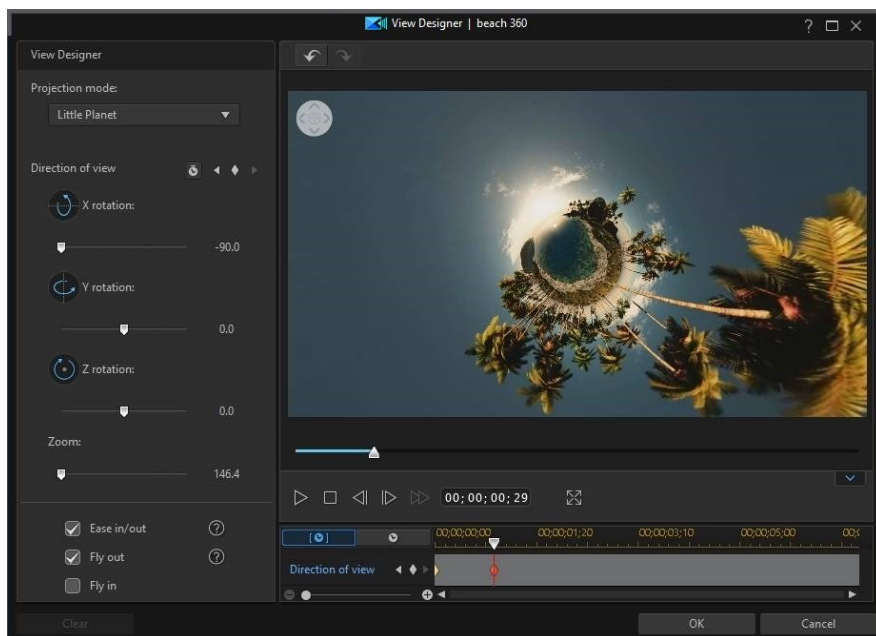 View Designer | beach 360
View Designer
Projection mode:
Little Planet
Direction of view
X rotation:
-90.0
Y rotation:
0.0
Z rotation:
0.0
Zoom:
146.4
Ease in/out
Fly out
Fly in
00; 00; 00; 29
00;00;00;00 00;00;01;20 00;00;03;10 00;00;05;00 00;
Direction of view
Clear OK Cancel